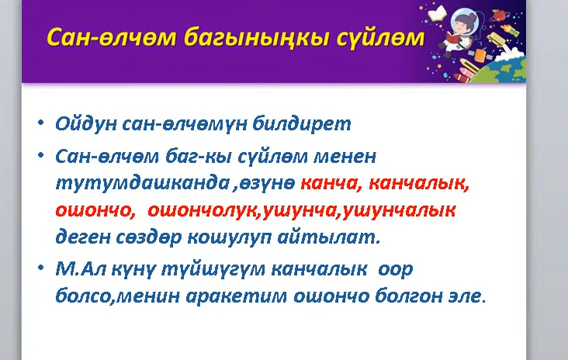 Сан-өлчөм багыныңкы сүйлөм
• Ойдун сан-өлчөмүн билдирет
• Сан-өлчөм баг-кы сүйлөм менен
тутумдашканда ,өзүнө канча, канчалык,
ошончо, ошончолук,ушунча,ушунчалык
деген сөздөр кошулуп айтылат.
• М.Ал күнү түйшүгүм канчалык оор
болсо,менин аракетим ошончо болгон эле.